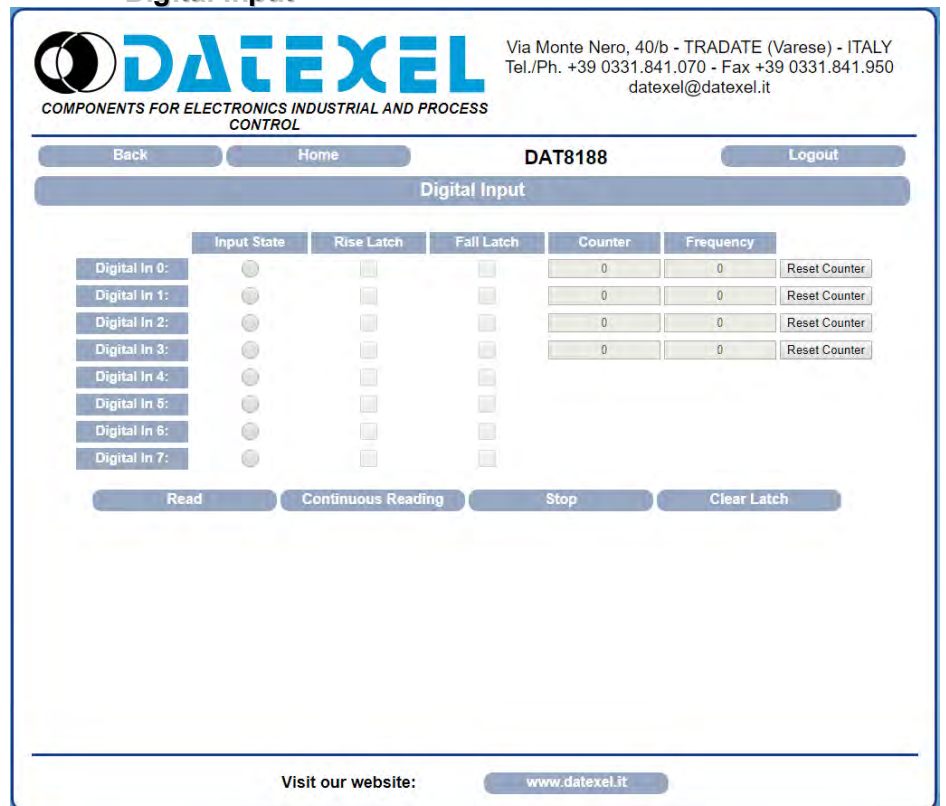 Digital Input
DATEXEL
COMPONENTS FOR ELECTRONICS INDUSTRIAL AND PROCESS
CONTROL
Via Monte Nero, 40/b - TRADATE (Varese) - ITALY
Tel./Ph. +39 0331.841.070 - Fax +39 0331.841.950
datexel@datexel.it
Back Home DAT8188 Logout
Digital Input
Input State Rise Latch Fall Latch Counter Frequency
Digital In 0: 0 0 Reset Counter
Digital In 1: 0 0 Reset Counter
Digital In 2: 0 0 Reset Counter
Digital In 3: 0 0 Reset Counter
Digital In 4:
Digital In 5:
Digital In 6:
Digital In 7:
Read Continuous Reading Stop Clear Latch
Visit our website: www.datexel.it